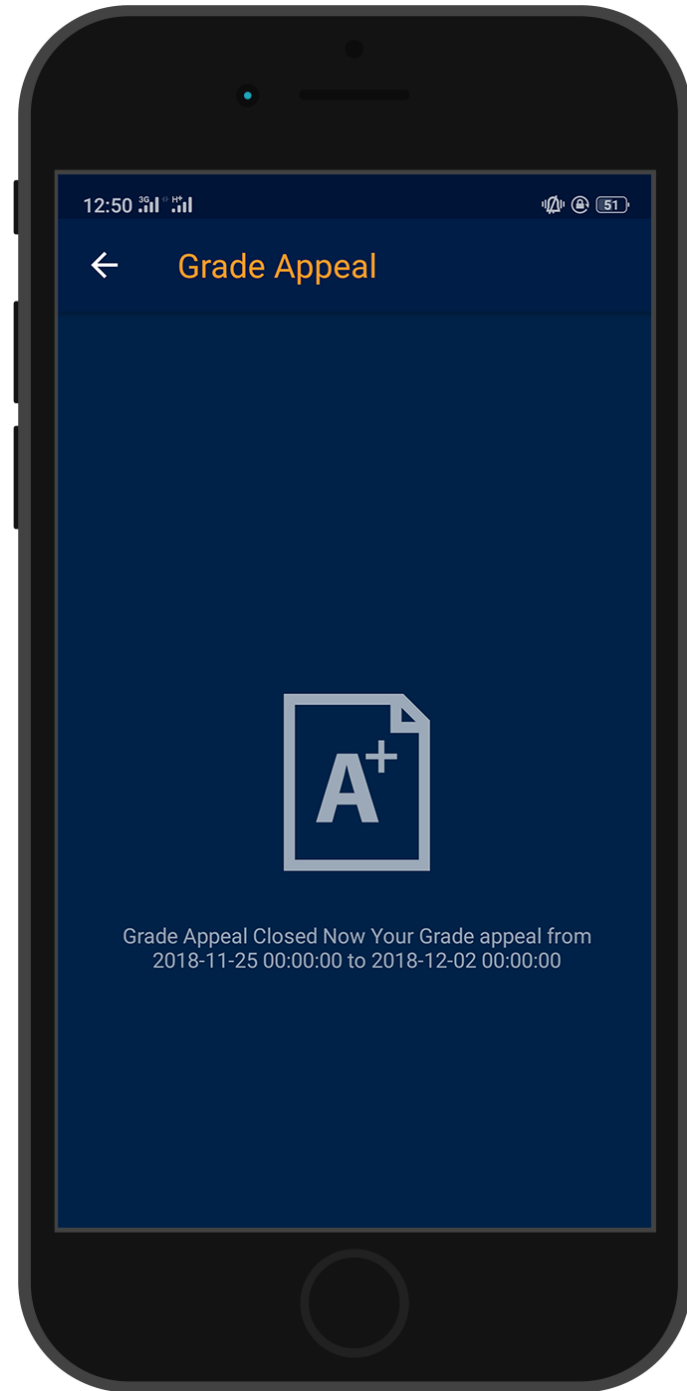 12:50 3G H+ 51
Grade Appeal
A+
Grade Appeal Closed Now Your Grade appeal from
2018-11-25 00:00:00 to 2018-12-02 00:00:00